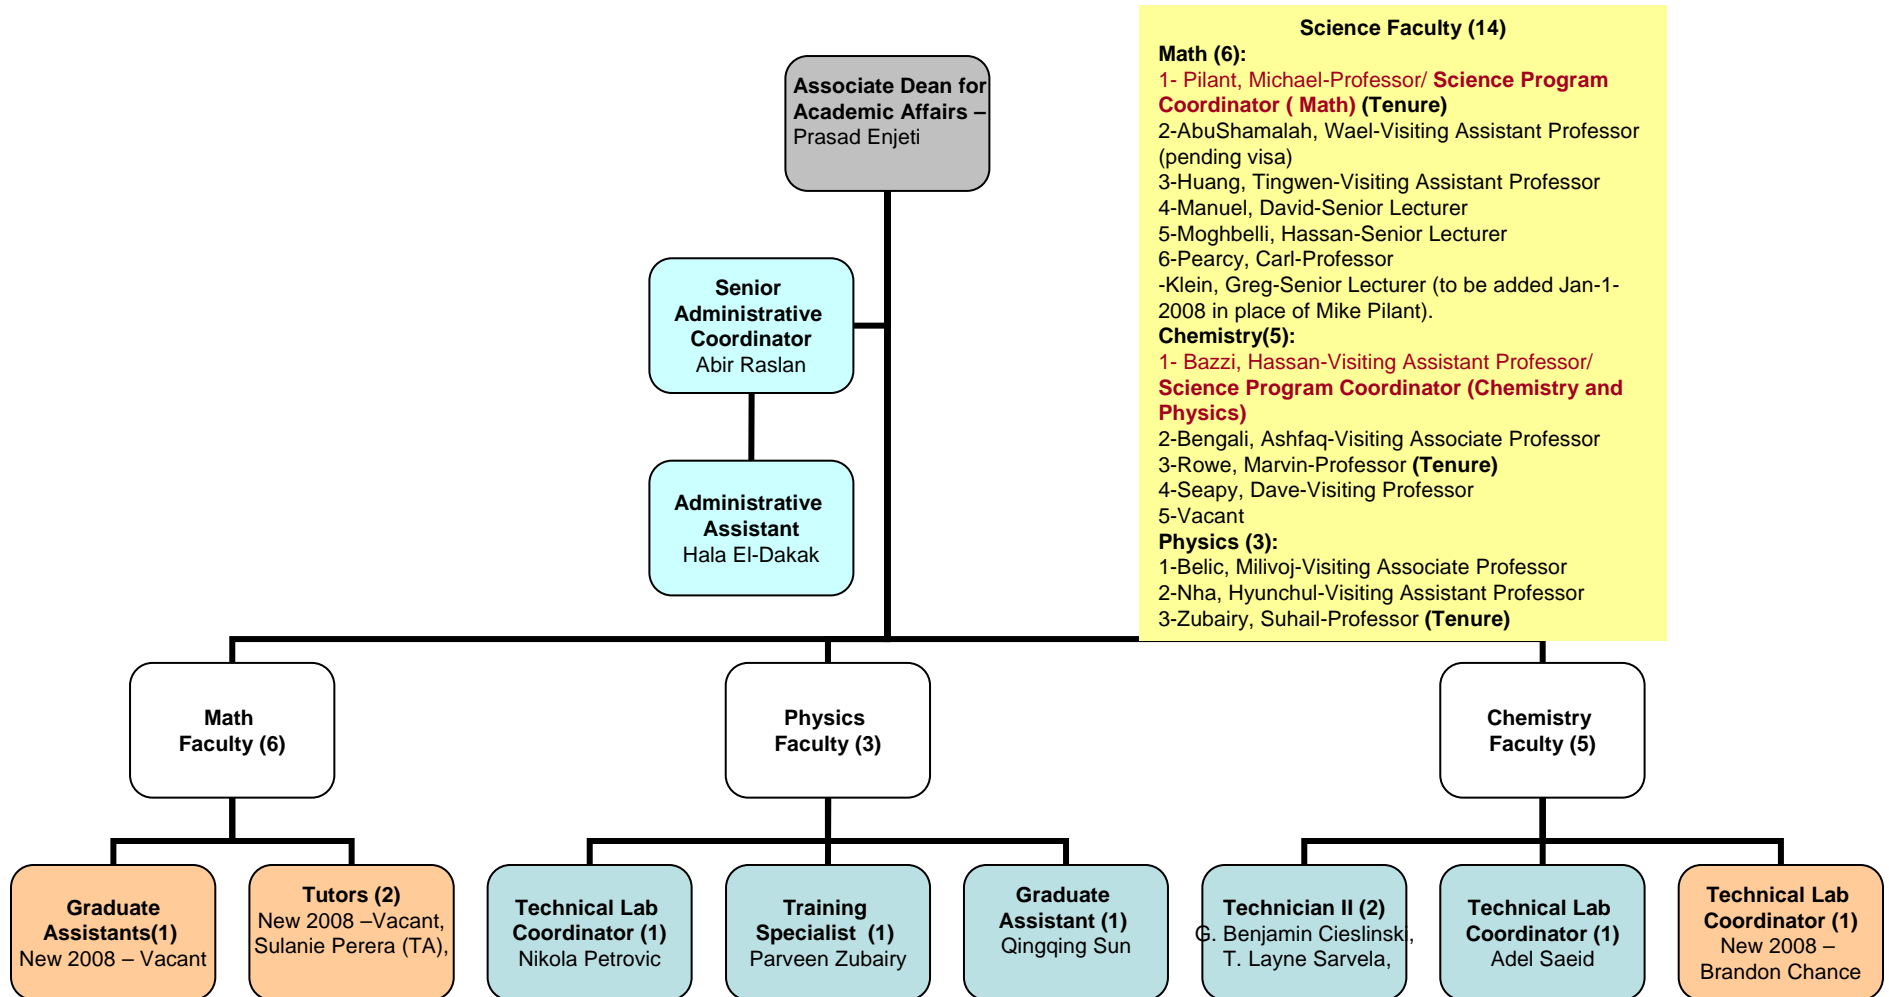 Science Faculty (14)
Math (6):
1- Pilant, Michael-Professor/ Science Program
Coordinator ( Math) (Tenure)
2-AbuShamalah, Wael-Visiting Assistant Professor
(pending visa)
3-Huang, Tingwen-Visiting Assistant Professor
4-Manuel, David-Senior Lecturer
5-Moghbelli, Hassan-Senior Lecturer
6-Pearcy, Carl-Professor
-Klein, Greg-Senior Lecturer (to be added Jan-1-
2008 in place of Mike Pilant).
Chemistry(5):
1- Bazzi, Hassan-Visiting Assistant Professor/
Science Program Coordinator (Chemistry and
Physics)
2-Bengali, Ashfaq-Visiting Associate Professor
3-Rowe, Marvin-Professor (Tenure)
4-Seapy, Dave-Visiting Professor
5-Vacant
Physics (3):
1-Belic, Milivoj-Visiting Associate Professor
2-Nha, Hyunchul-Visiting Assistant Professor
3-Zubairy, Suhail-Professor (Tenure)
Associate Dean for
Academic Affairs –
Prasad Enjeti
Senior
Administrative
Coordinator
Abir Raslan
Administrative
Assistant
Hala El-Dakak
Math
Faculty (6)
Physics
Faculty (3)
Chemistry
Faculty (5)
Graduate
Assistants(1)
New 2008 – Vacant
Tutors (2)
New 2008 –Vacant,
Sulanie Perera (TA),
Technical Lab
Coordinator (1)
Nikola Petrovic
Training
Specialist (1)
Parveen Zubairy
Graduate
Assistant (1)
Qingqing Sun
Technician II (2)
G. Benjamin Cieslinski,
T. Layne Sarvela,
Technical Lab
Coordinator (1)
Adel Saeid
Technical Lab
Coordinator (1)
New 2008 –
Brandon Chance